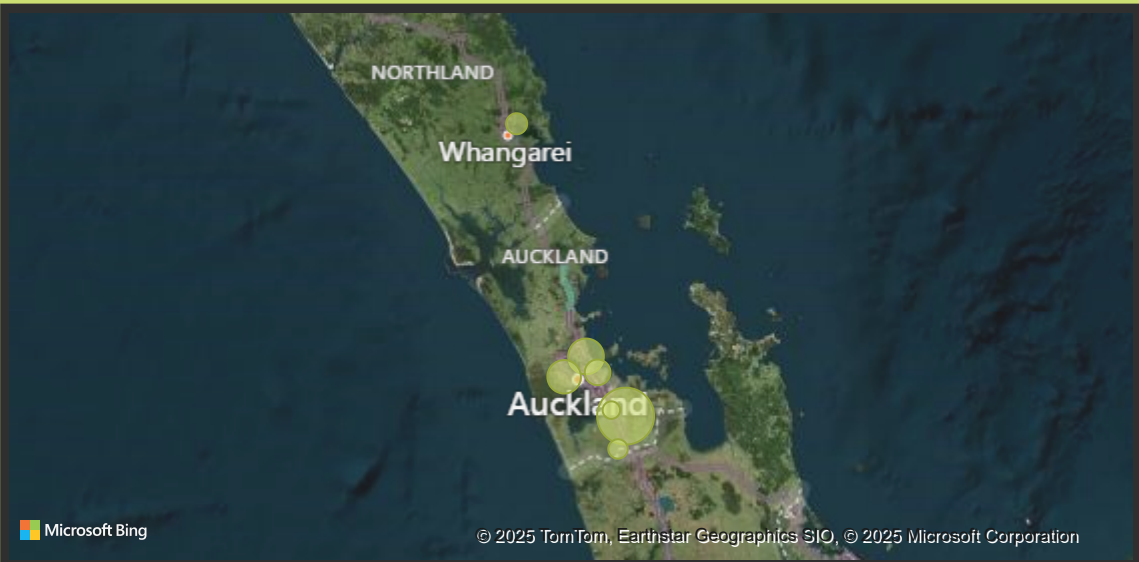 NORTHLAND
Whangarei
AUCKLAND
Auckland
Microsoft Bing
© 2025 TomTom, Earthstar Geographics SIO, © 2025 Microsoft Corporation